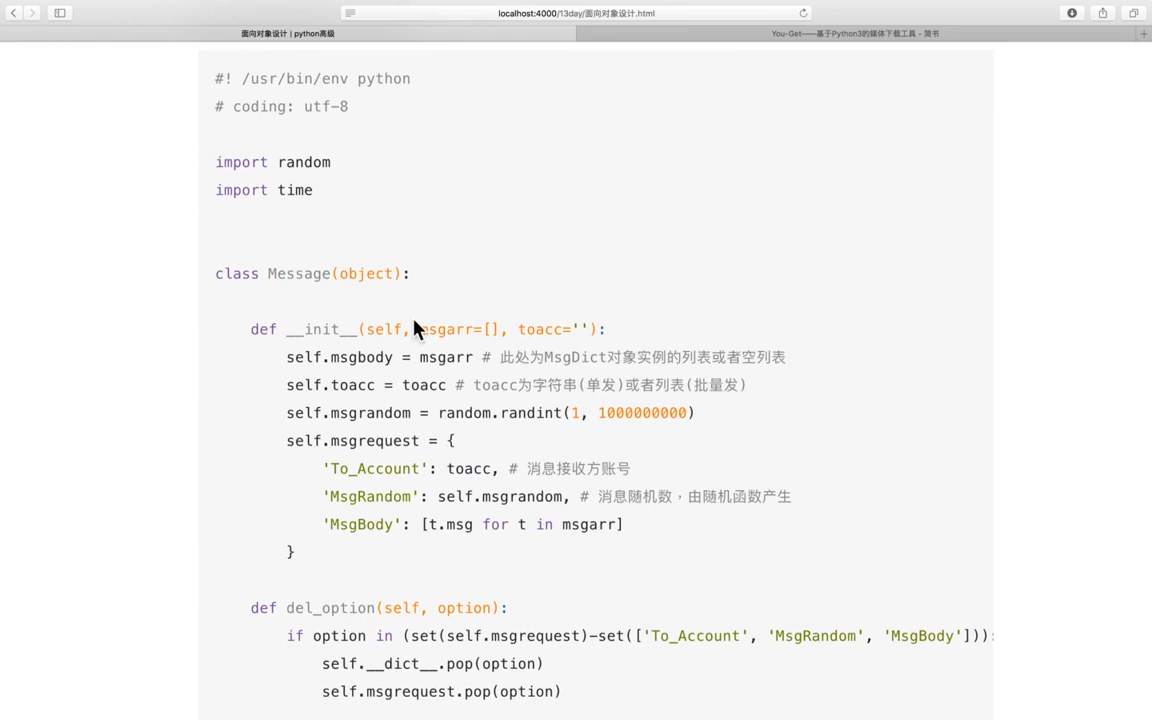 localhost:4000/13day/面向对象设计.html
面向对象设计 | python高级
You-Get——基于Python3的媒体下载工具 - 简书
#! /usr/bin/env python
# coding: utf-8
import random
import time
class Message(object):
def __init__(self, msgarr=[], toacc=''):
self.msgbody = msgarr # 此处为MsgDict对象实例的列表或者空列表
self.toacc = toacc # toacc为字符串(单发)或者列表(批量发)
self.msgrandom = random.randint(1, 1000000000)
self.msgrequest = {
'To_Account': toacc, # 消息接收方账号
'MsgRandom': self.msgrandom, # 消息随机数，由随机函数产生
'MsgBody': [t.msg for t in msgarr]
}
def del_option(self, option):
if option in (set(self.msgrequest)-set(['To_Account', 'MsgRandom', 'MsgBody'])):
self.__dict__.pop(option)
self.msgrequest.pop(option)